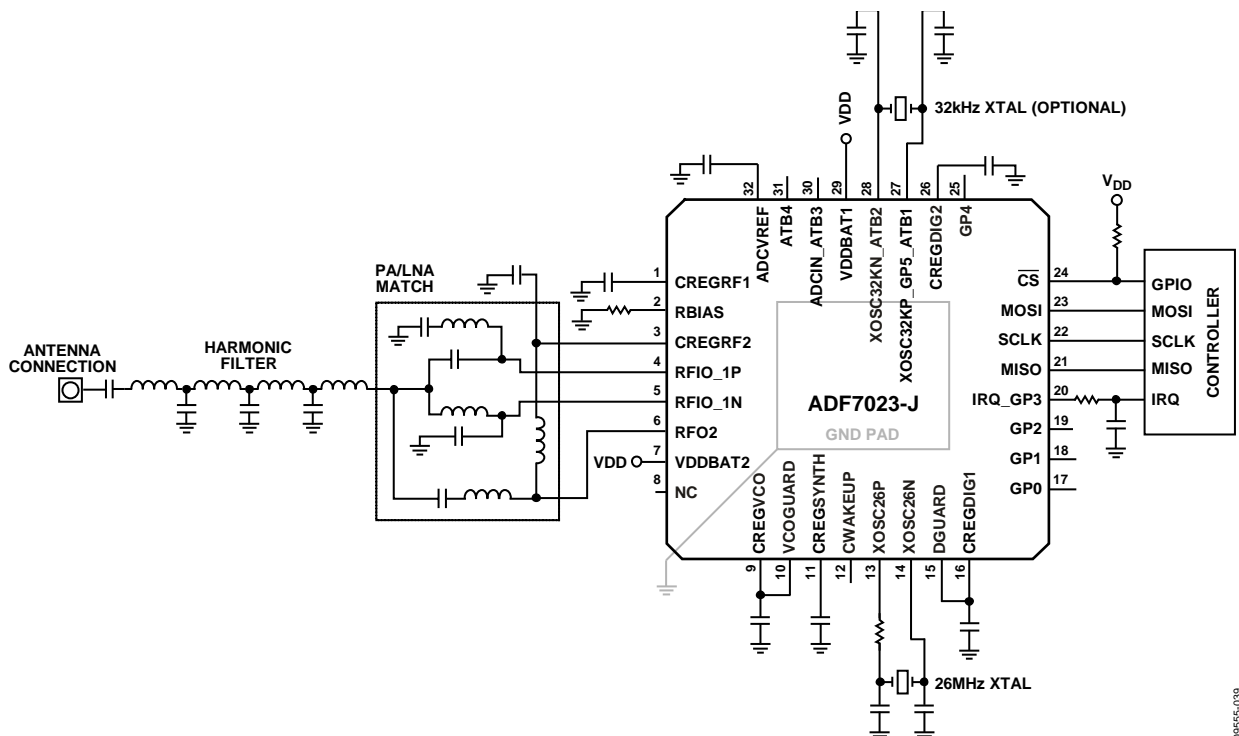 32kHz XTAL (OPTIONAL)
VDD
VDD
32
31
30
29
28
27
26
25
ADCVREF
ATB4
ADCIN_ATB3
VDDBAT1
XOSC32KN_ATB2
XOSC32KP_GP5_ATB1
CREGDIG2
GP4
PA/LNA
MATCH
HARMONIC
FILTER
ANTENNA
CONNECTION
1 CREGRF1
2 RBIAS
3 CREGRF2
4 RFIO_1P
5 RFIO_1N
6 RFO2
VDD 7 VDDBAT2
8 NC
ADF7023-J
GND PAD
CS 24 GPIO
MOSI 23 MOSI
SCLK 22 SCLK
MISO 21 MISO
IRQ_GP3 20 IRQ
GP2 19
GP1 18
GP0 17
CONTROLLER
CREGVCO
VCOGUARD
CREGSYNTH
CWAKEUP
XOSC26P
XOSC26N
DGUARD
CREGDIG1
9
10
11
12
13
14
15
16
26MHz XTAL
09555-039